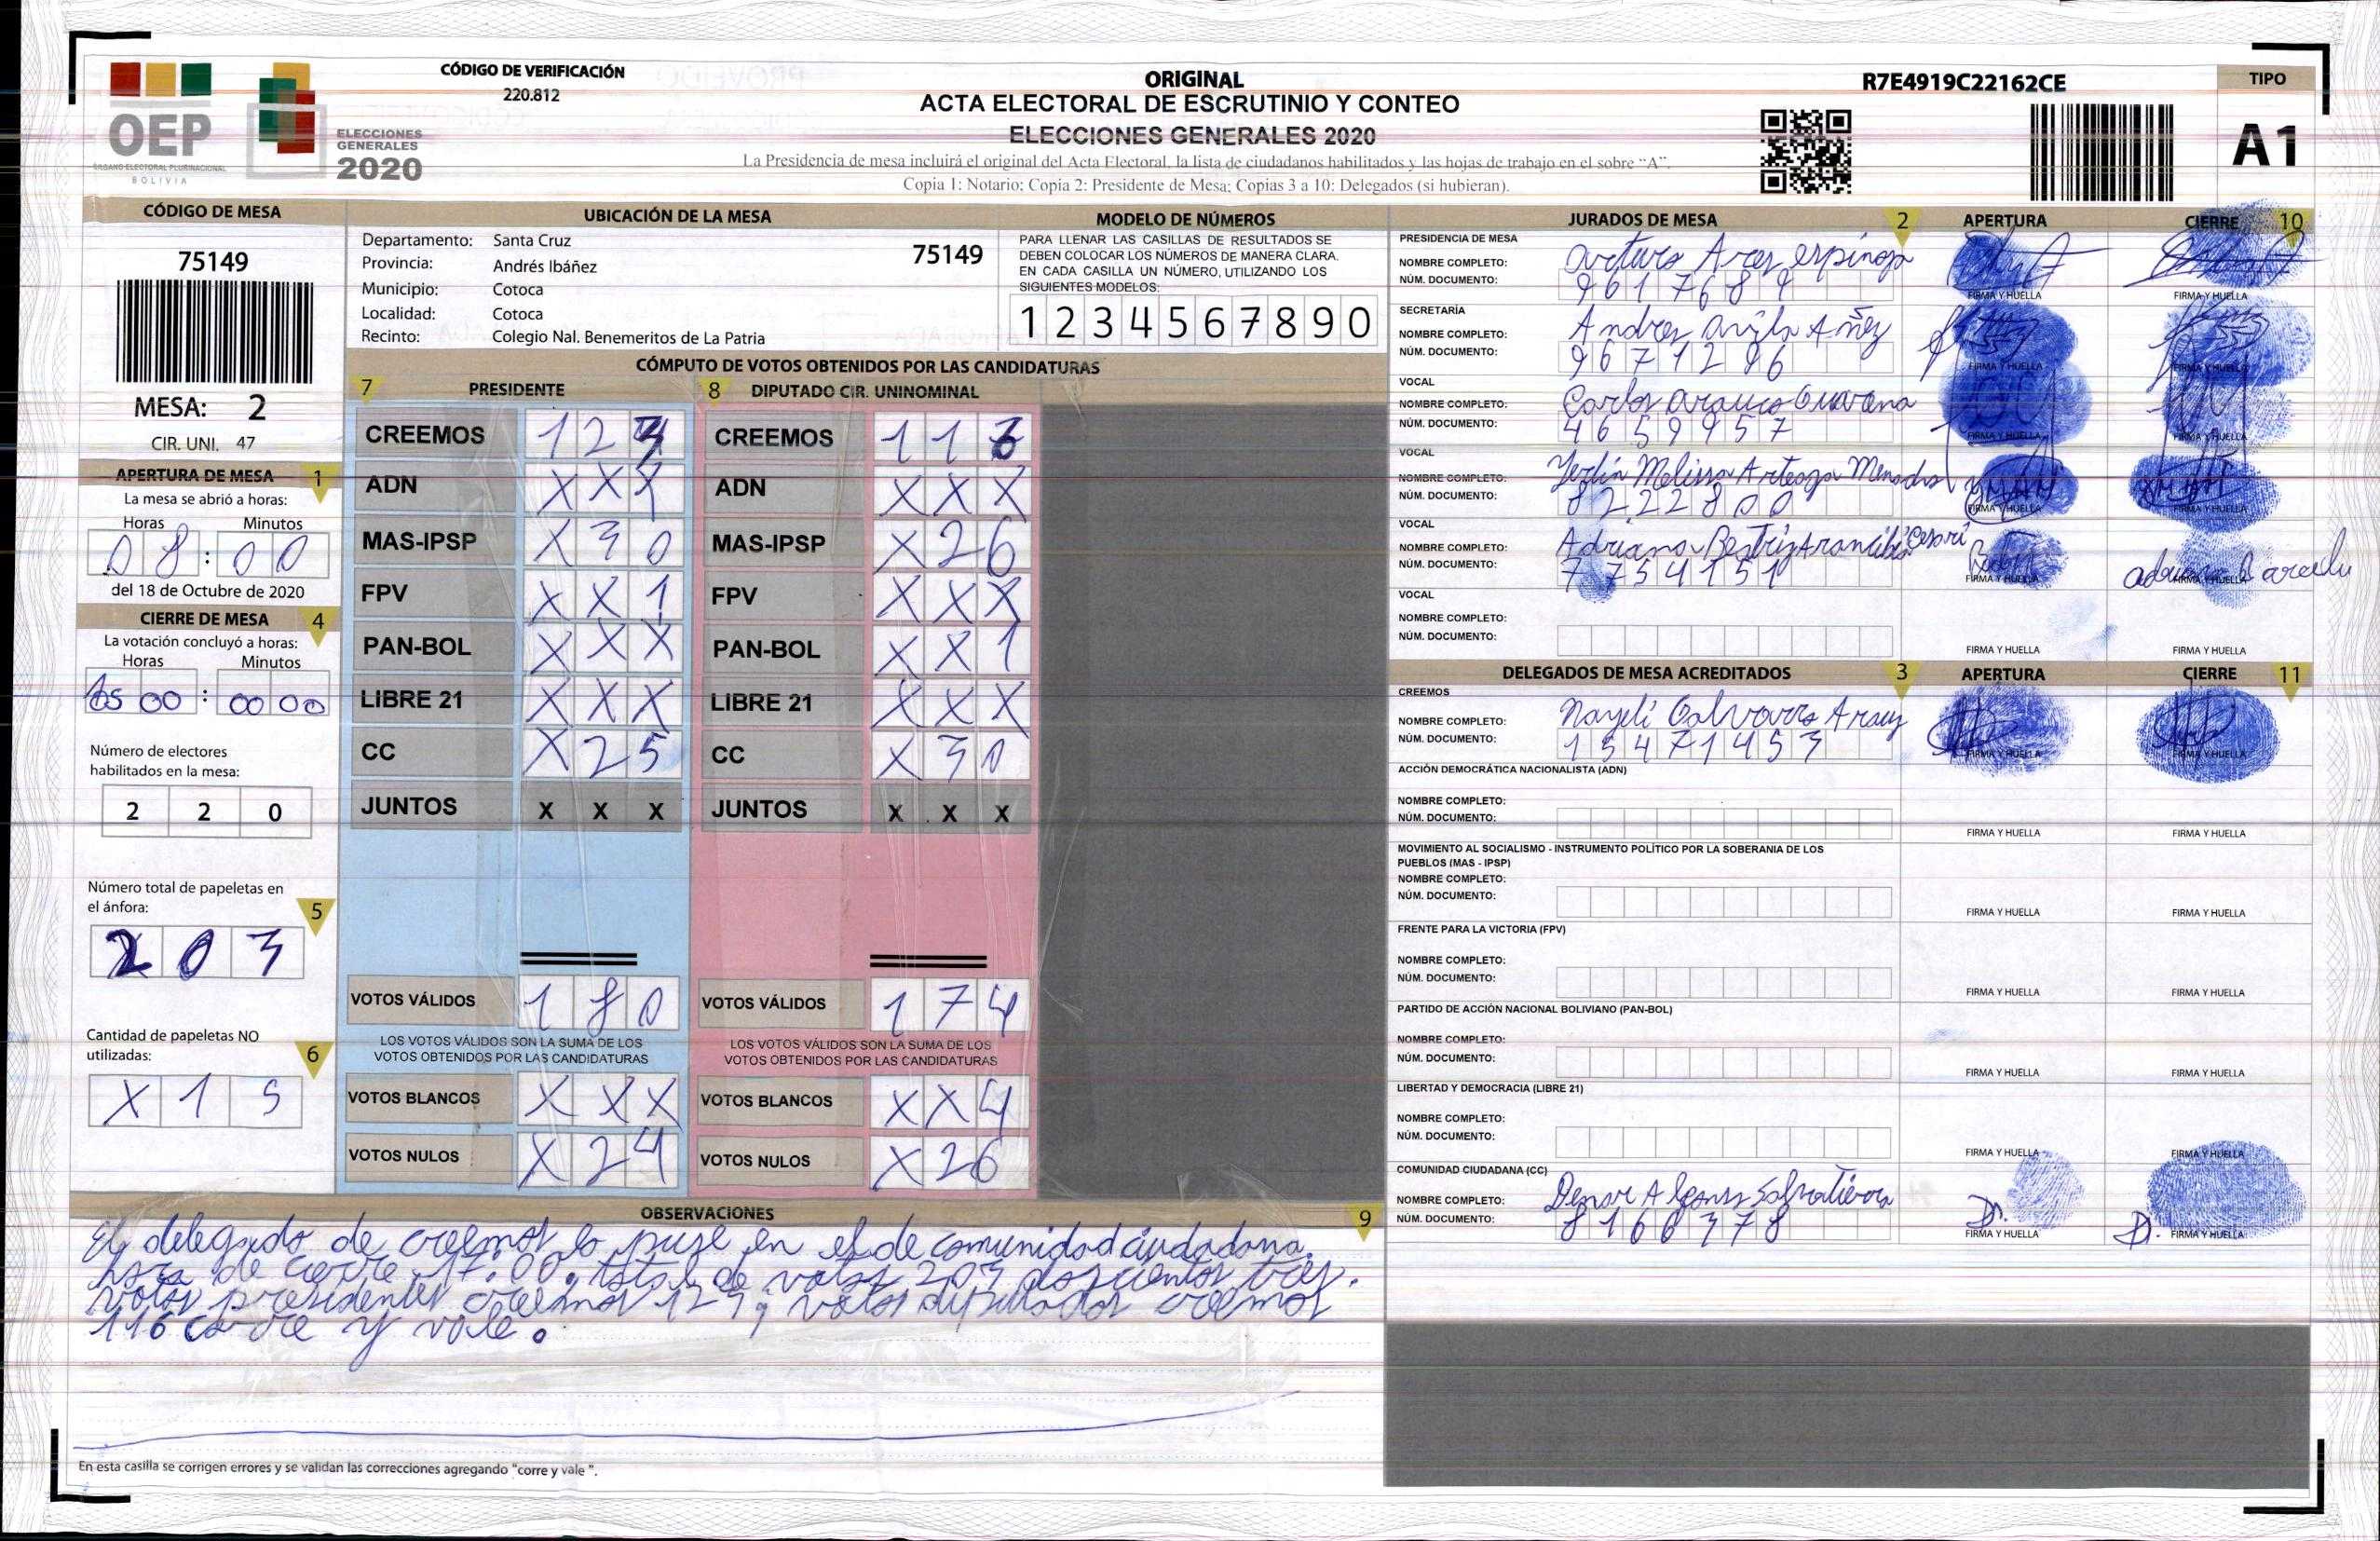 CÓDIGO DE VERIFICACIÓN
220.812
ORIGINAL
ACTA ELECTORAL DE ESCRUTINIO Y CONTEO
ELECCIONES GENERALES 2020
La Presidencia de mesa incluirá el original del Acta Electoral, la lista de ciudadanos habilitados y las hojas de trabajo en el sobre "A".
Copia 1: Notario; Copia 2: Presidente de Mesa; Copias 3 a 10: Delegados (si hubieran).
R7E4919C22162CE
TIPO
A1
OEP
ÓRGANO ELECTORAL PLURINACIONAL
BOLIVIA
ELECCIONES
GENERALES
2020
CÓDIGO DE MESA
75149
MESA: 2
CIR. UNI. 47
APERTURA DE MESA 1
La mesa se abrió a horas:
Horas Minutos
08:00
del 18 de Octubre de 2020
CIERRE DE MESA 4
La votación concluyó a horas:
Horas Minutos
00 : 00 00
Número de electores
habilitados en la mesa:
2 2 0
Número total de papeletas en
el ánfora: 5
2 0 3
Cantidad de papeletas NO
utilizadas: 6
X 1 5
UBICACIÓN DE LA MESA
Departamento: Santa Cruz 75149
Provincia: Andrés Ibáñez
Municipio: Cotoca
Localidad: Cotoca
Recinto: Colegio Nal. Benemeritos de La Patria
MODELO DE NÚMEROS
PARA LLENAR LAS CASILLAS DE RESULTADOS SE
DEBEN COLOCAR LOS NÚMEROS DE MANERA CLARA.
EN CADA CASILLA UN NÚMERO, UTILIZANDO LOS
SIGUIENTES MODELOS:
1 2 3 4 5 6 7 8 9 0
CÓMPUTO DE VOTOS OBTENIDOS POR LAS CANDIDATURAS
7 PRESIDENTE 8 DIPUTADO CIR. UNINOMINAL
CREEMOS 1 2 CREEMOS 1 1 6
ADN X X X ADN X X X
MAS-IPSP X 3 0 MAS-IPSP X 2 6
FPV X X 1 FPV X X X
PAN-BOL X X X PAN-BOL X X 1
LIBRE 21 X X X LIBRE 21 X X X
CC X 2 5 CC X 3 0
JUNTOS X X X JUNTOS X X X
VOTOS VÁLIDOS 1 8 0 VOTOS VÁLIDOS 1 7 4
LOS VOTOS VÁLIDOS SON LA SUMA DE LOS LOS VOTOS VÁLIDOS SON LA SUMA DE LOS
VOTOS OBTENIDOS POR LAS CANDIDATURAS VOTOS OBTENIDOS POR LAS CANDIDATURAS
VOTOS BLANCOS X X X VOTOS BLANCOS X X 4
VOTOS NULOS X 2 4 VOTOS NULOS X 2 6
OBSERVACIONES 9
El delegado de creemos lo puse en el de comunidad ciudadana.
hora de cierre 17:00. total de votos 203 doscientos tres.
votos presidentes creemos 123; votos diputados creemos
116 corre y vale.
En esta casilla se corrigen errores y se validan las correcciones agregando "corre y vale ".
JURADOS DE MESA 2 APERTURA CIERRE 10
PRESIDENCIA DE MESA
NOMBRE COMPLETO: Arturo Arez espinoza
NÚM. DOCUMENTO: 9617689
FIRMA Y HUELLA FIRMA Y HUELLA
SECRETARÍA
NOMBRE COMPLETO: Andres Avila Añez
NÚM. DOCUMENTO: 9671296
FIRMA Y HUELLA FIRMA Y HUELLA
VOCAL
NOMBRE COMPLETO: Carlos Arauco Guarena
NÚM. DOCUMENTO: 4659957
FIRMA Y HUELLA FIRMA Y HUELLA
VOCAL
NOMBRE COMPLETO: Melissa Arteaga
NÚM. DOCUMENTO: 8222800
FIRMA Y HUELLA FIRMA Y HUELLA
VOCAL
NOMBRE COMPLETO: Adriana Beatriz Arancibia
NÚM. DOCUMENTO: 7754151
FIRMA Y HUELLA FIRMA Y HUELLA
VOCAL
NOMBRE COMPLETO:
NÚM. DOCUMENTO:
FIRMA Y HUELLA FIRMA Y HUELLA
DELEGADOS DE MESA ACREDITADOS 3 APERTURA CIERRE 11
CREEMOS
NOMBRE COMPLETO: Nayeli Galvarro Arauz
NÚM. DOCUMENTO: 15471453
FIRMA Y HUELLA FIRMA Y HUELLA
ACCIÓN DEMOCRÁTICA NACIONALISTA (ADN)
NOMBRE COMPLETO:
NÚM. DOCUMENTO:
FIRMA Y HUELLA FIRMA Y HUELLA
MOVIMIENTO AL SOCIALISMO - INSTRUMENTO POLÍTICO POR LA SOBERANIA DE LOS
PUEBLOS (MAS - IPSP)
NOMBRE COMPLETO:
NÚM. DOCUMENTO:
FIRMA Y HUELLA FIRMA Y HUELLA
FRENTE PARA LA VICTORIA (FPV)
NOMBRE COMPLETO:
NÚM. DOCUMENTO:
FIRMA Y HUELLA FIRMA Y HUELLA
PARTIDO DE ACCIÓN NACIONAL BOLIVIANO (PAN-BOL)
NOMBRE COMPLETO:
NÚM. DOCUMENTO:
FIRMA Y HUELLA FIRMA Y HUELLA
LIBERTAD Y DEMOCRACIA (LIBRE 21)
NOMBRE COMPLETO:
NÚM. DOCUMENTO:
FIRMA Y HUELLA FIRMA Y HUELLA
COMUNIDAD CIUDADANA (CC)
NOMBRE COMPLETO: Salvatierra
NÚM. DOCUMENTO: 8166378
FIRMA Y HUELLA FIRMA Y HUELLA